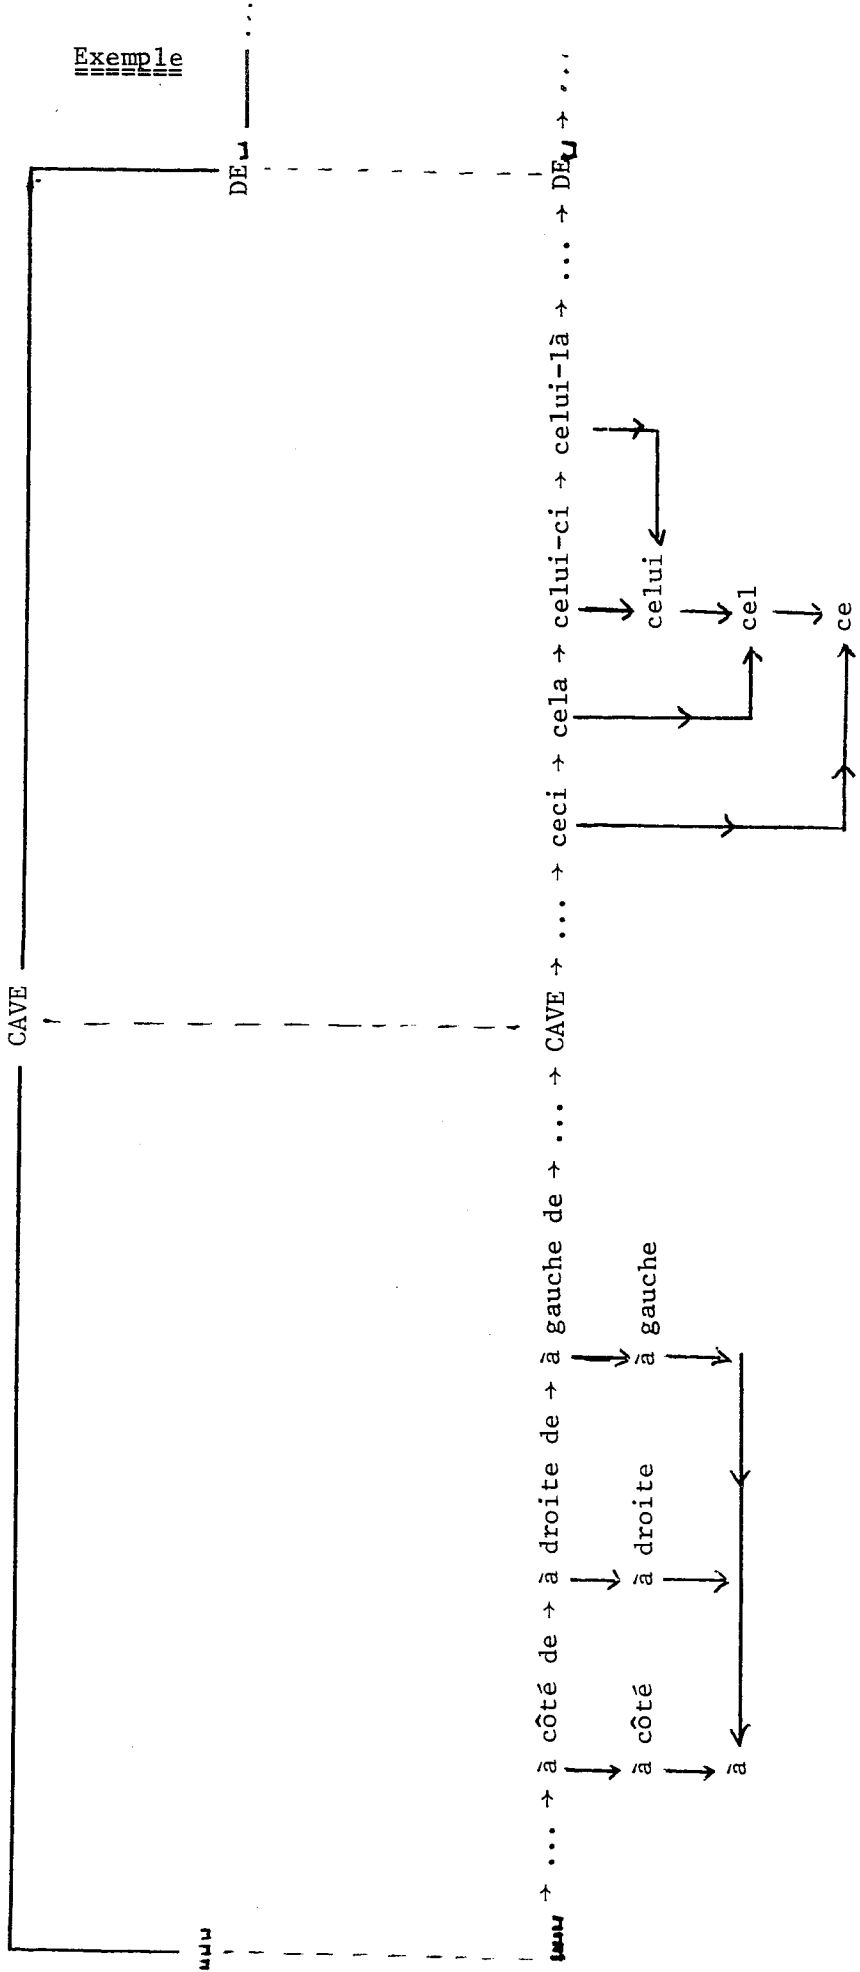 Exemple
CAVE
DE
...
→ ... → à côté de → à droite de → à gauche de → ... → CAVE → ... → ceci → cela → celui-ci → celui-là → ... → DE → ...
à côté
à droite
à gauche
celui
à
cel
ce